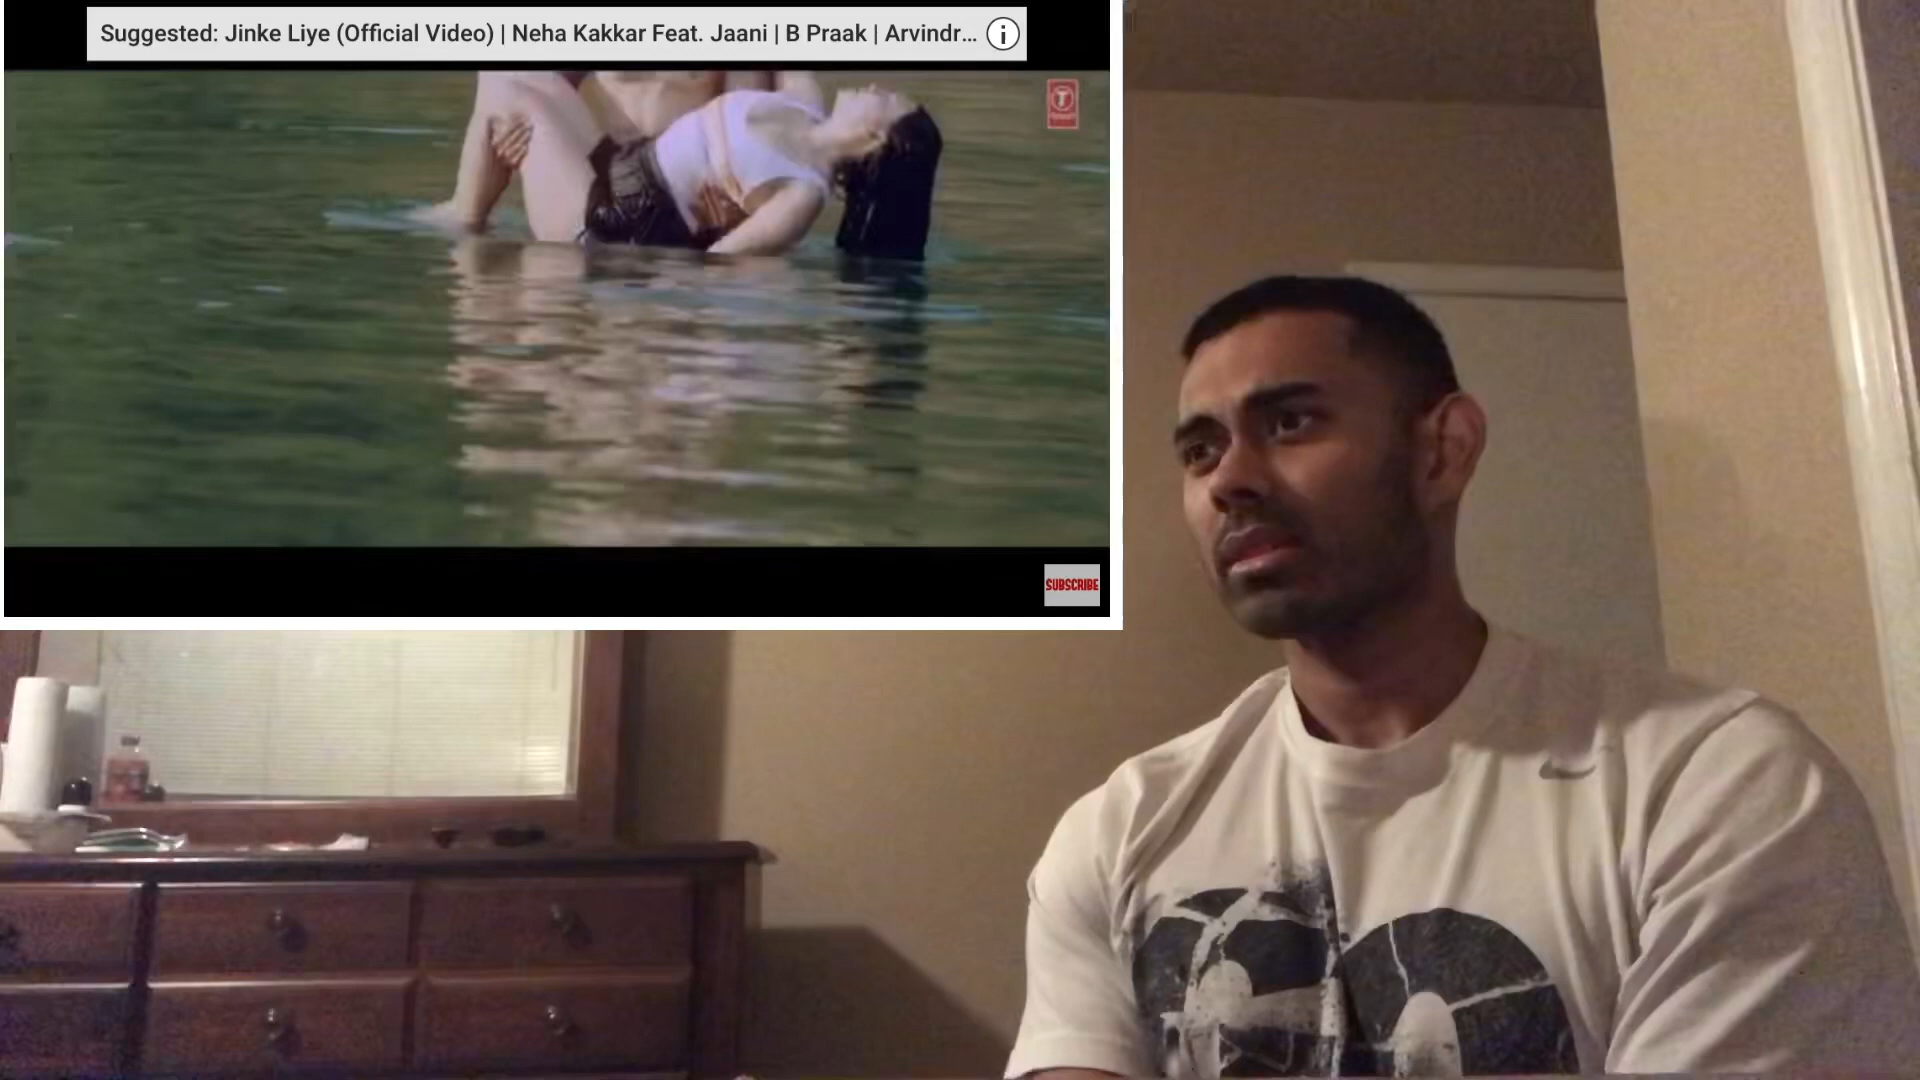 Suggested: Jinke Liye (Official Video) | Neha Kakkar Feat. Jaani | B Praak | Arvindr...
T
SUBSCRIBE